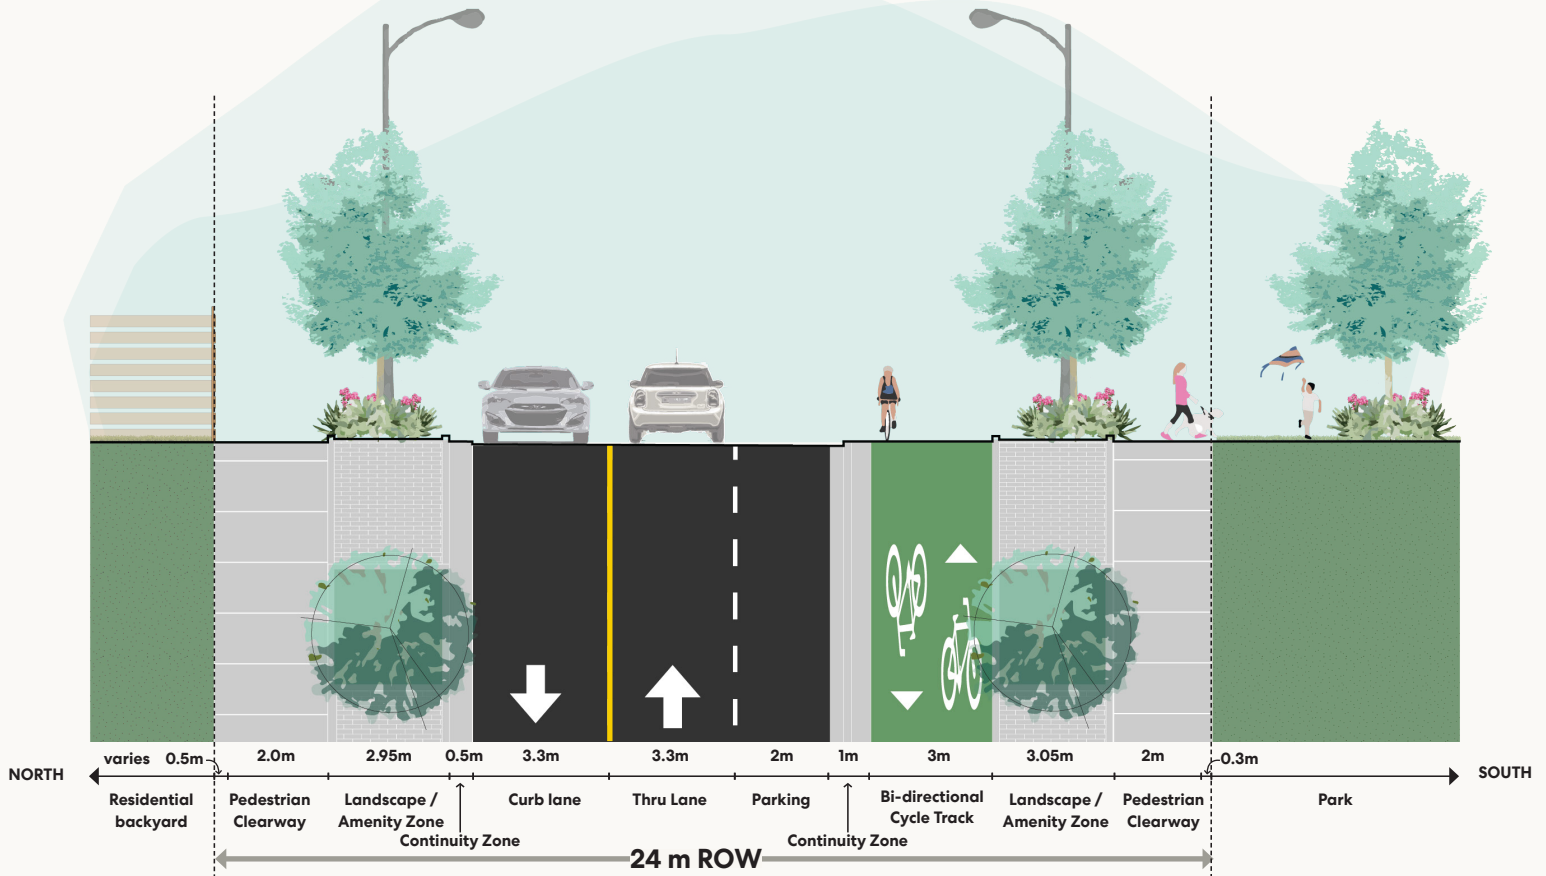 varies 0.5m 2.0m 2.95m 0.5m 3.3m 3.3m 2m 1m 3m 3.05m 2m 0.3m
NORTH SOUTH
Residential
backyard
Pedestrian
Clearway
Landscape /
Amenity Zone
Continuity Zone
Curb lane
Thru Lane
Parking
Continuity Zone
Bi-directional
Cycle Track
Landscape /
Amenity Zone
Pedestrian
Clearway
Park
24 m ROW